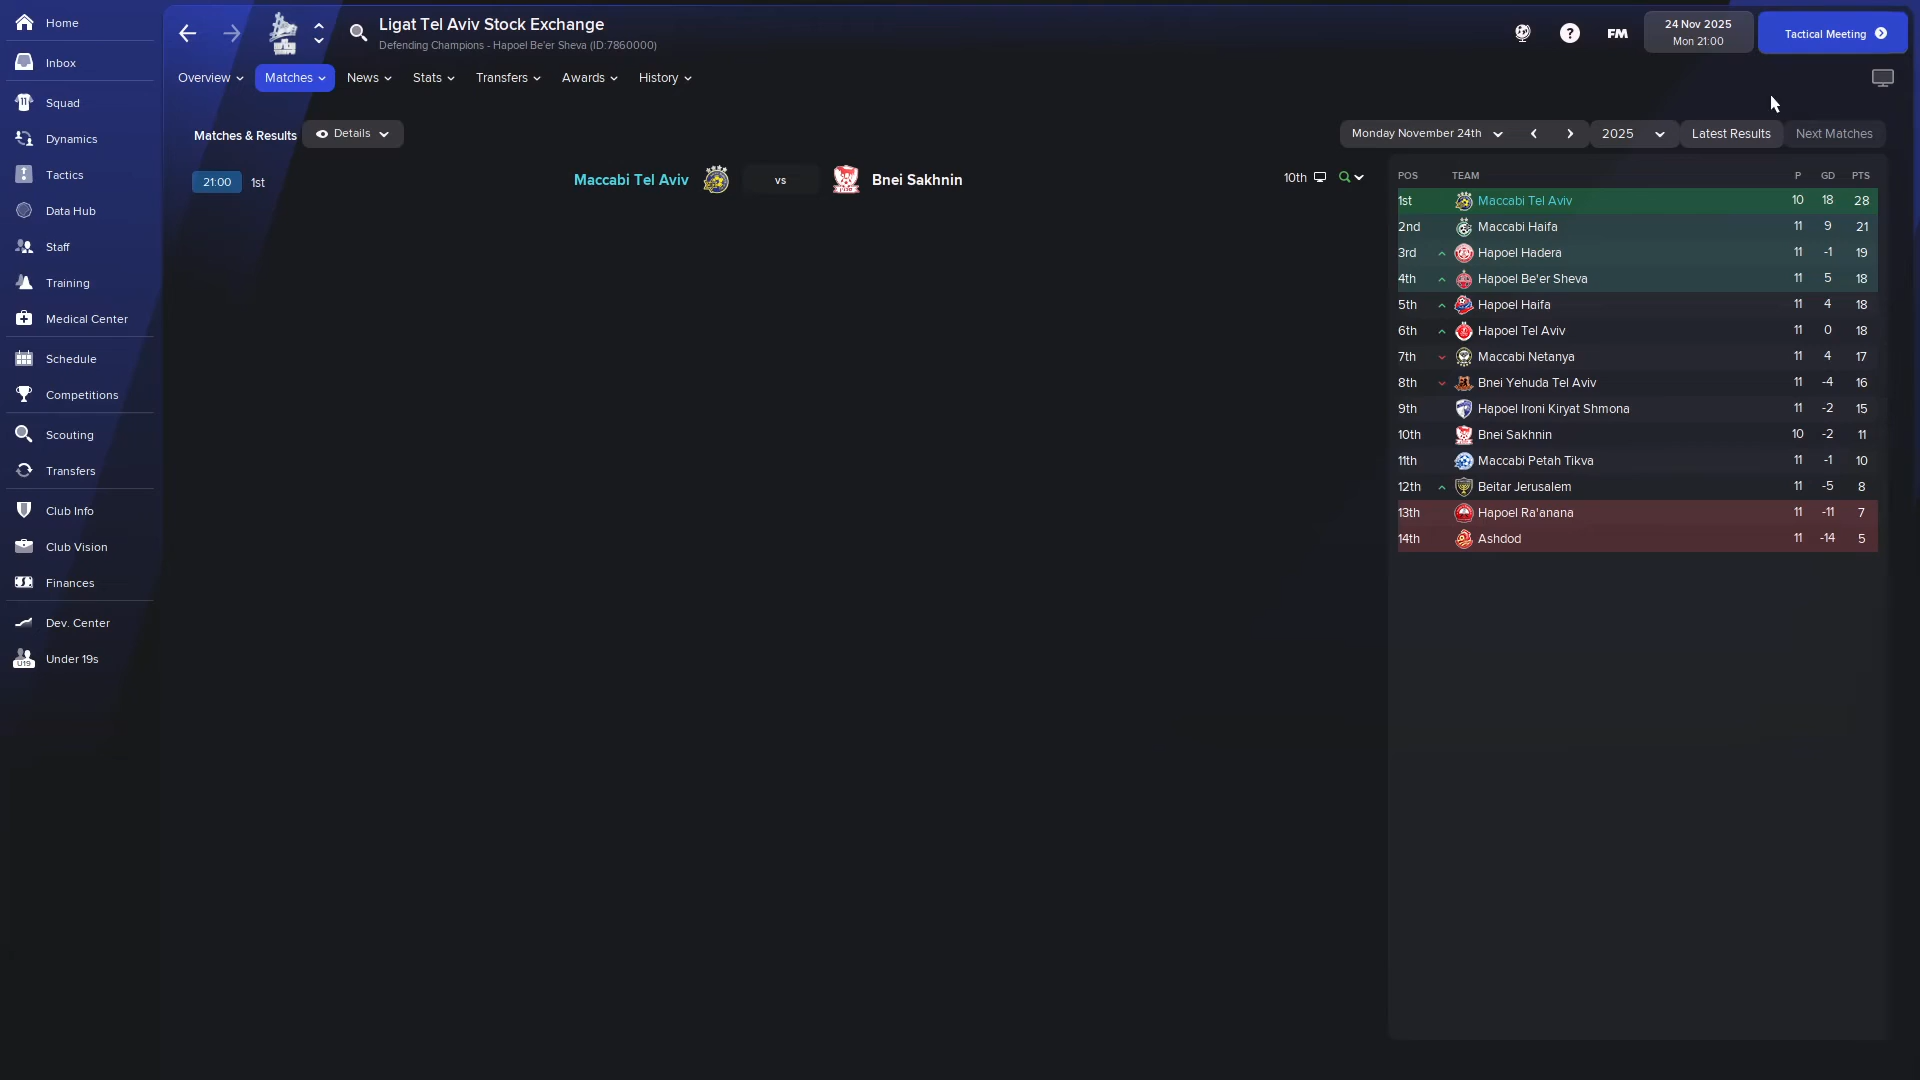 Home
Inbox
Squad
Dynamics
Tactics
Data Hub
Staff
Training
Medical Center
Schedule
Competitions
Scouting
Transfers
Club Info
Club Vision
Finances
Dev. Center
U19 Under 19s
Ligat Tel Aviv Stock Exchange
Defending Champions - Hapoel Be'er Sheva (ID:7860000)
? FM
24 Nov 2025
Mon 21:00
Tactical Meeting
Overview Matches News Stats Transfers Awards History
Matches & Results Details
Monday November 24th 2025 Latest Results Next Matches
21:00 1st Maccabi Tel Aviv vs Bnei Sakhnin 10th
POS TEAM P GD PTS
1st Maccabi Tel Aviv 10 18 28
2nd Maccabi Haifa 11 9 21
3rd Hapoel Hadera 11 -1 19
4th Hapoel Be'er Sheva 11 5 18
5th Hapoel Haifa 11 4 18
6th Hapoel Tel Aviv 11 0 18
7th Maccabi Netanya 11 4 17
8th Bnei Yehuda Tel Aviv 11 -4 16
9th Hapoel Ironi Kiryat Shmona 11 -2 15
10th Bnei Sakhnin 10 -2 11
11th Maccabi Petah Tikva 11 -1 10
12th Beitar Jerusalem 11 -5 8
13th Hapoel Ra'anana 11 -11 7
14th Ashdod 11 -14 5